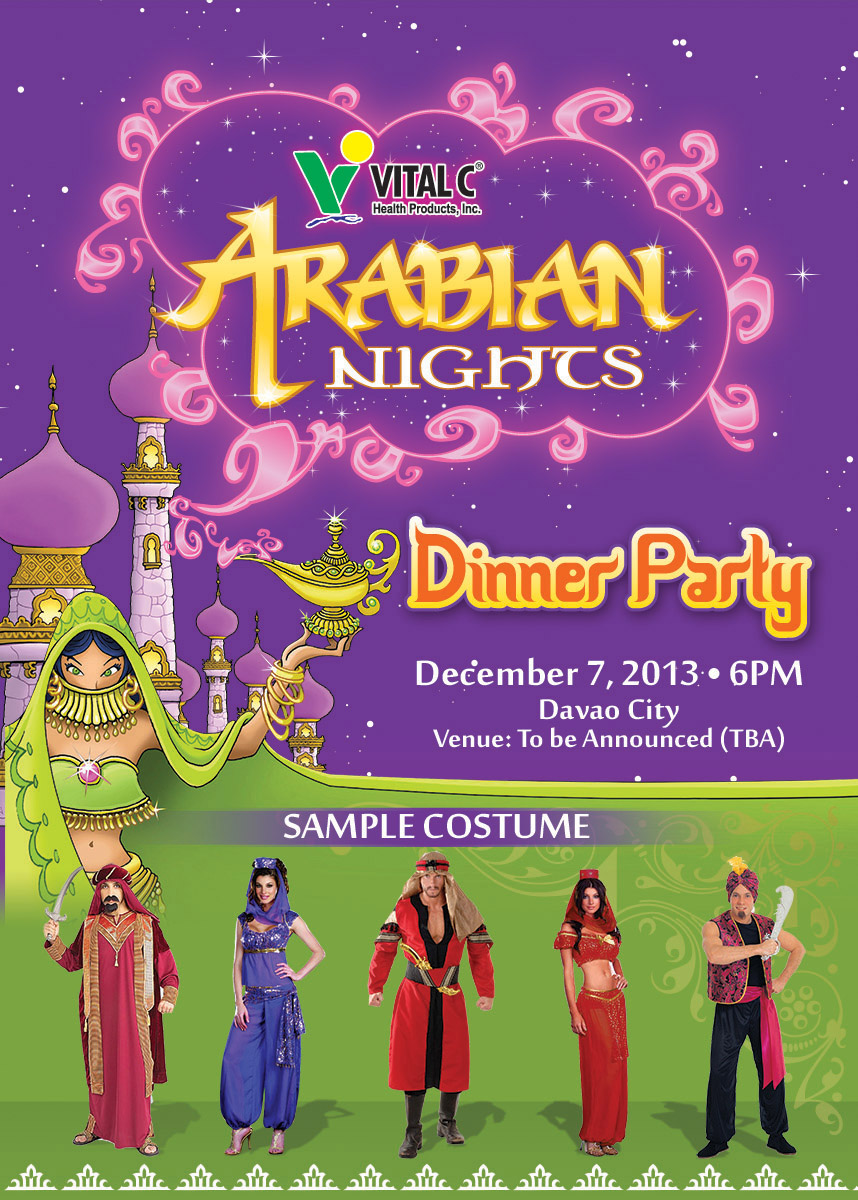 VITAL C®
Health Products, Inc.
ARABIAN
NIGHTS
Dinner Party
December 7, 2013 • 6PM
Davao City
Venue: To be Announced (TBA)
SAMPLE COSTUME